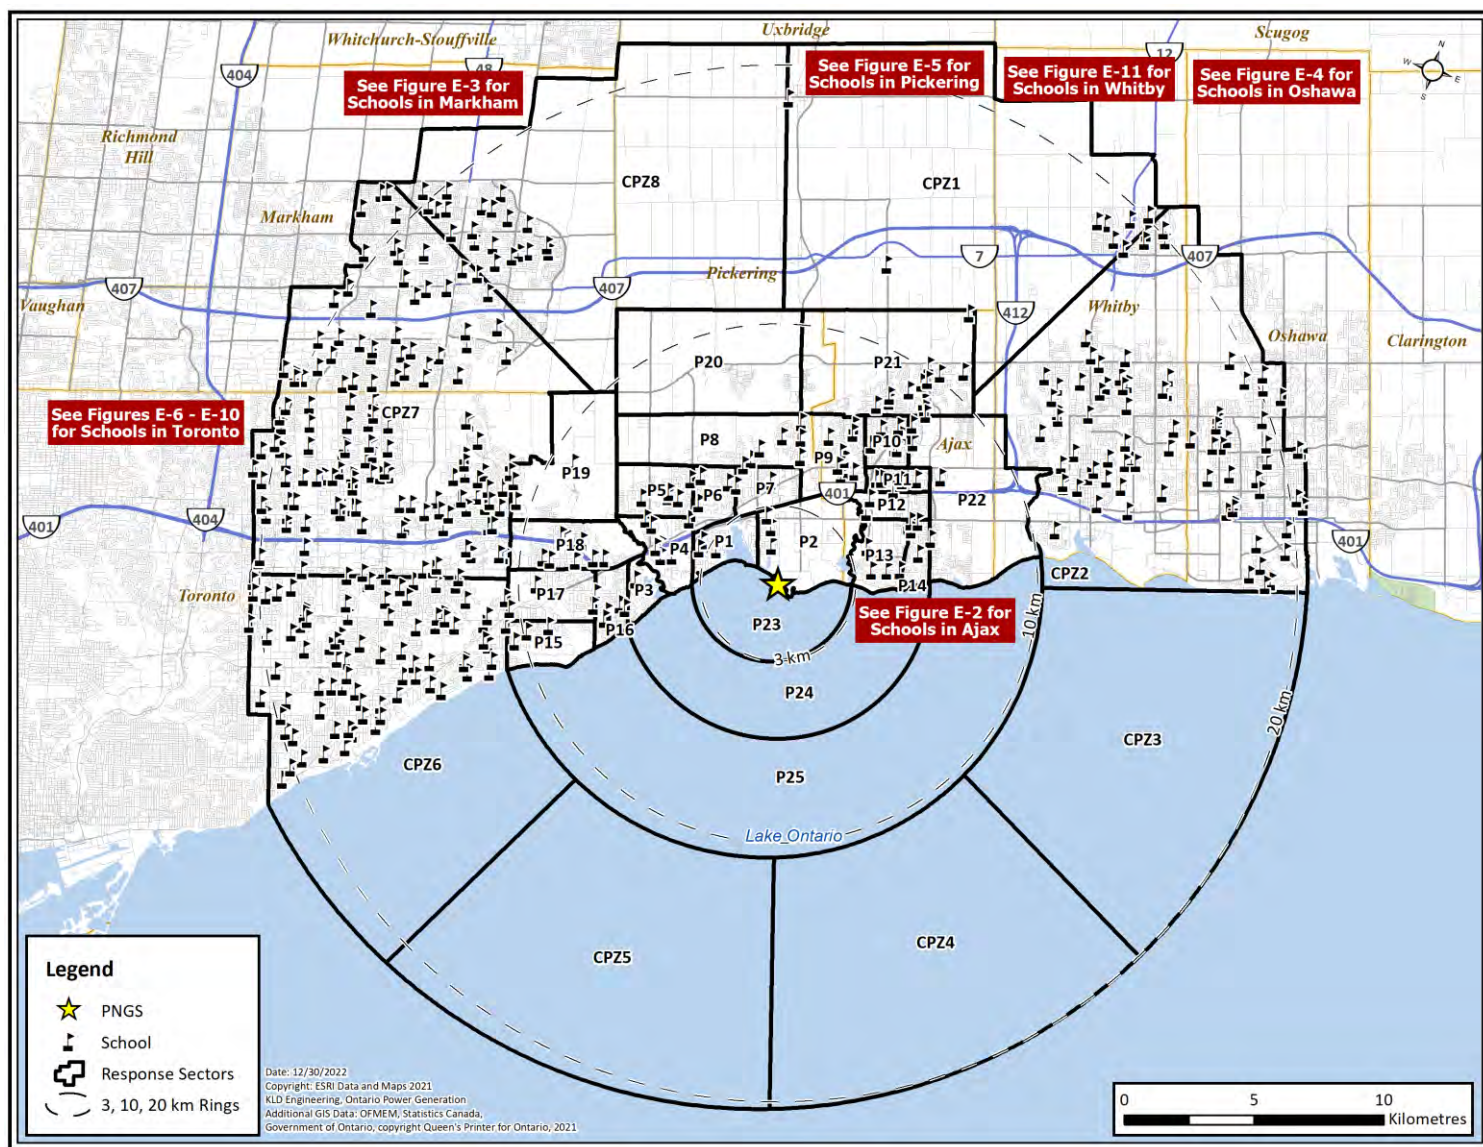 Whitchurch-Stouffville
Uxbridge
Scugog
404
48
12
See Figure E-3 for
Schools in Markham
See Figure E-5 for
Schools in Pickering
See Figure E-11 for
Schools in Whitby
See Figure E-4 for
Schools in Oshawa
N
W
E
S
Richmond
Hill
CPZ8
CPZ1
Markham
Pickering
7
407
407
407
407
Vaughan
412
Whitby
Oshawa
Clarington
P20
P21
See Figures E-6 - E-10
for Schools in Toronto
CPZ7
P8
P9
P10
Ajax
P19
P5
P6
P7
P11
P22
401
P12
401
404
P18
P4
P1
P2
P13
401
P14
CPZ2
Toronto
P17
P3
P16
P15
P23
See Figure E-2 for
Schools in Ajax
3 km
10 km
P24
20 km
CPZ6
P25
CPZ3
Lake Ontario
CPZ5
CPZ4
Legend
PNGS
School
Response Sectors
3, 10, 20 km Rings
Date: 12/30/2022
Copyright: ESRI Data and Maps 2021
KLD Engineering, Ontario Power Generation
Additional GIS Data: OFMEM, Statistics Canada,
Government of Ontario, copyright Queen's Printer for Ontario, 2021
0 5 10
Kilometres